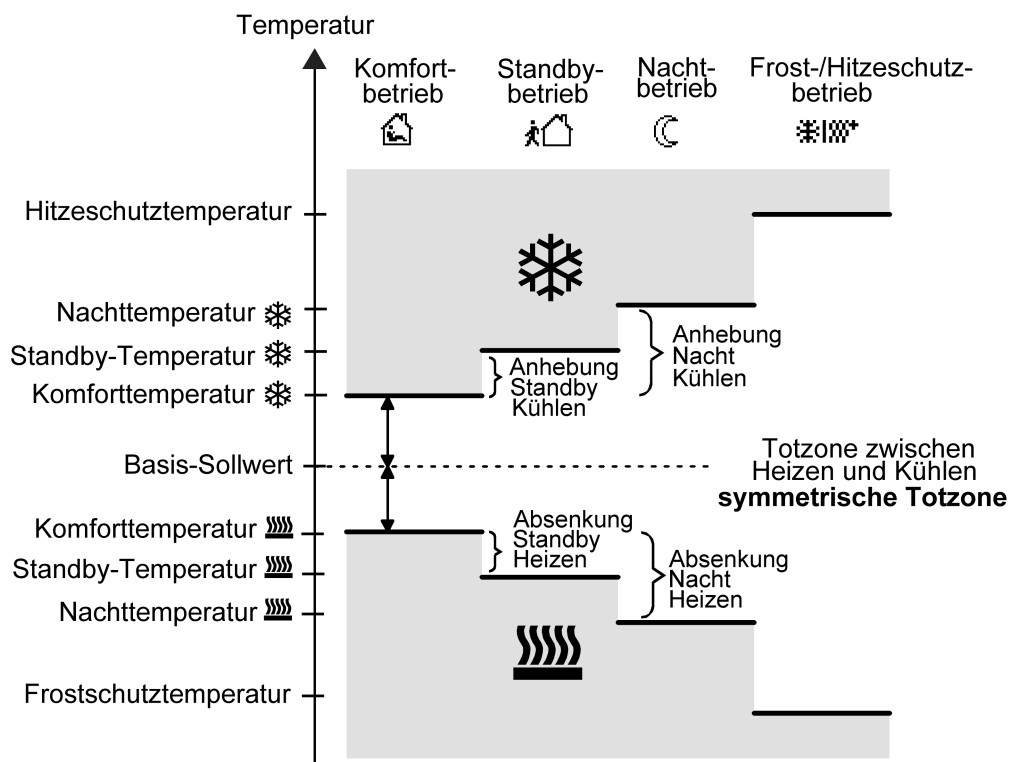 Temperatur
Komfort-
betrieb
Standby-
betrieb
Nacht-
betrieb
Frost-/Hitzeschutz-
betrieb
Hitzeschutztemperatur
Nachttemperatur
Standby-Temperatur
Komforttemperatur
Anhebung
Standby
Kühlen
Anhebung
Nacht
Kühlen
Basis-Sollwert
Totzone zwischen
Heizen und Kühlen
symmetrische Totzone
Komforttemperatur
Standby-Temperatur
Nachttemperatur
Absenkung
Standby
Heizen
Absenkung
Nacht
Heizen
Frostschutztemperatur